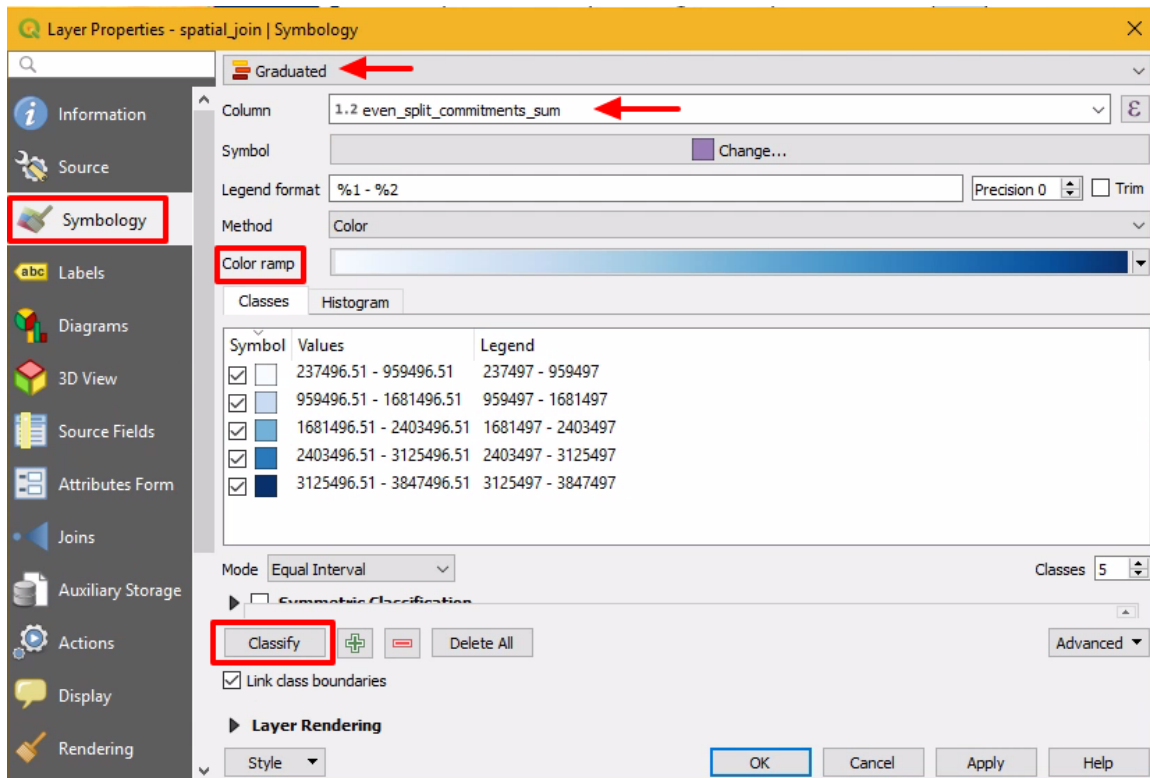 Layer Properties - spatial_join | Symbology
Graduated
Information
Column 1.2 even_split_commitments_sum ε
Symbol Change...
Source
Legend format %1 - %2 Precision 0 Trim
Symbology
Method Color
Color ramp
abc Labels
Classes Histogram
Diagrams
Symbol Values Legend
237496.51 - 959496.51 237497 - 959497
3D View
959496.51 - 1681496.51 959497 - 1681497
1681496.51 - 2403496.51 1681497 - 2403497
Source Fields
2403496.51 - 3125496.51 2403497 - 3125497
Attributes Form
3125496.51 - 3847496.51 3125497 - 3847497
Joins
Mode Equal Interval Classes 5
Auxiliary Storage
Symmetric Classification
Actions
Classify Delete All Advanced
Link class boundaries
Display
Layer Rendering
Rendering
Style OK Cancel Apply Help